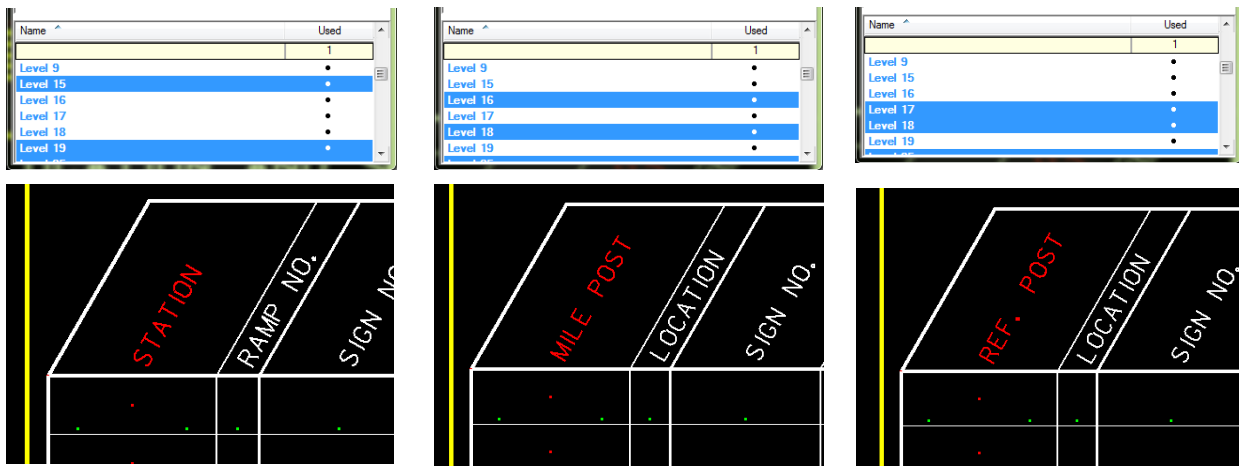 Name Used
1
Level 9
Level 15
Level 16
Level 17
Level 18
Level 19
Name Used
1
Level 9
Level 15
Level 16
Level 17
Level 18
Level 19
Name Used
1
Level 9
Level 15
Level 16
Level 17
Level 18
Level 19
STATION
RAMP NO.
SIGN NO.
MILE POST
LOCATION
SIGN NO.
REF. POST
LOCATION
SIGN NO.